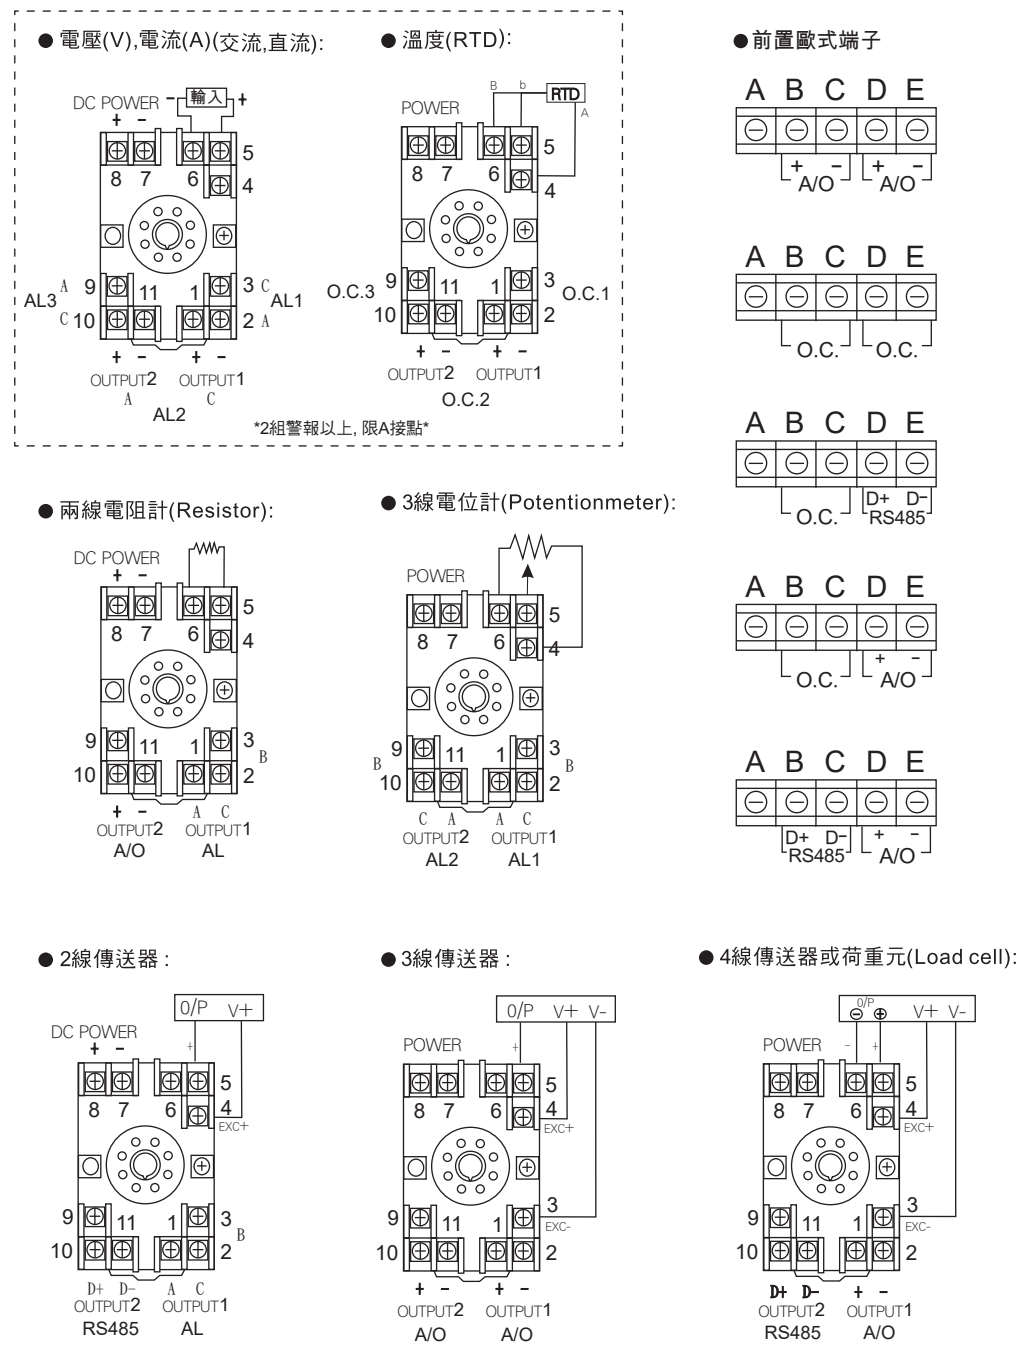 ● 電壓(V),電流(A)(交流,直流):
DC POWER
+ −
− 輸入 +
8 7 6 5
4
A 9 11 1 3 C
AL3 AL1
C 10 2 A
+ − + −
OUTPUT2 OUTPUT1
A C
AL2
● 溫度(RTD):
POWER
B b RTD
A
8 7 6 5
4
O.C.3 9 11 1 3 O.C.1
10 2
+ − + −
OUTPUT2 OUTPUT1
O.C.2
*2組警報以上, 限A接點*
● 前置歐式端子
A B C D E
+ − + −
A/O A/O
A B C D E
O.C. O.C.
A B C D E
D+ D−
O.C. RS485
A B C D E
+ −
O.C. A/O
A B C D E
D+ D− + −
RS485 A/O
● 兩線電阻計(Resistor):
DC POWER
+ −
8 7 6 5
4
9 11 1 3
B
10 2
+ − A C
OUTPUT2 OUTPUT1
A/O AL
● 3線電位計(Potentionmeter):
POWER
8 7 6 5
4
9 11 1 3
B B
10 2
C A A C
OUTPUT2 OUTPUT1
AL2 AL1
● 2線傳送器 :
O/P V+
DC POWER
+ − +
8 7 6 5
4
EXC+
9 11 1 3
B
10 2
D+ D− A C
OUTPUT2 OUTPUT1
RS485 AL
● 3線傳送器 :
O/P V+ V-
POWER +
8 7 6 5
4
EXC+
9 11 1 3
EXC-
10 2
+ − + −
OUTPUT2 OUTPUT1
A/O A/O
● 4線傳送器或荷重元(Load cell):
O/P
⊖ ⊕ V+ V-
POWER − +
8 7 6 5
4
EXC+
9 11 1 3
EXC-
10 2
D+ D− + −
OUTPUT2 OUTPUT1
RS485 A/O